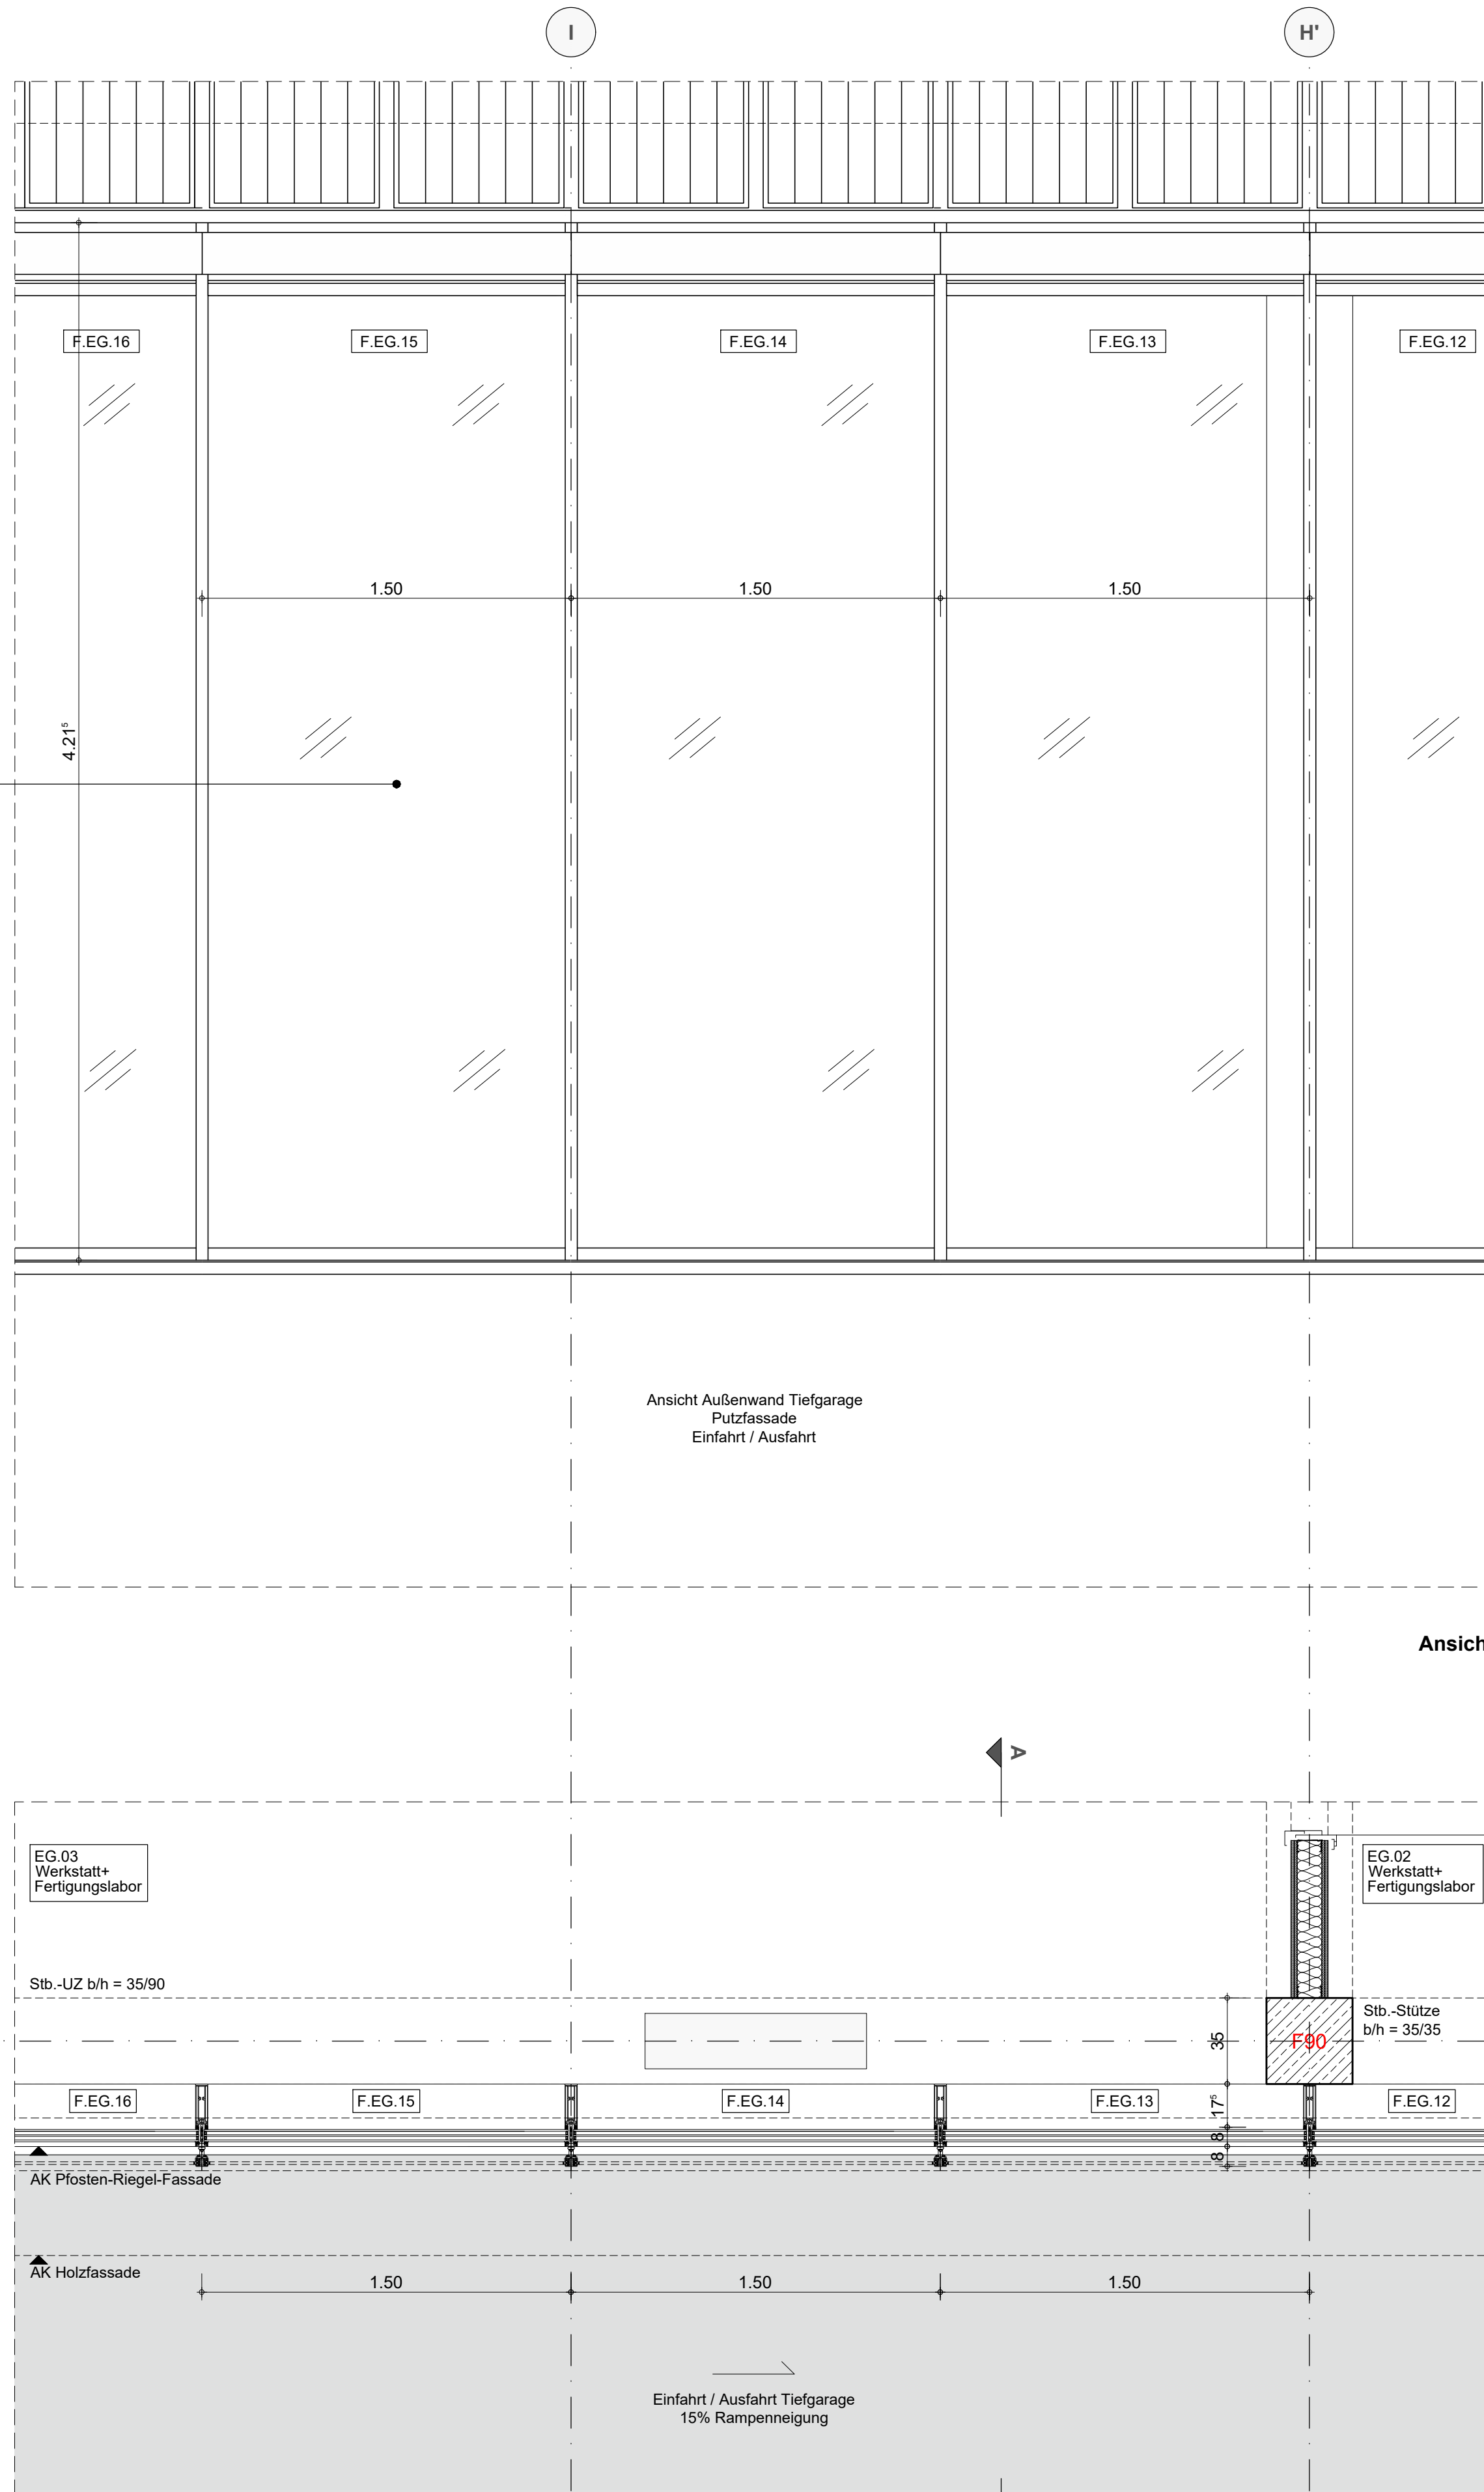 I
H'
F.EG.16
F.EG.15
F.EG.14
F.EG.13
F.EG.12
1.50
1.50
1.50
4.21⁵
Ansicht Außenwand Tiefgarage
Putzfassade
Einfahrt / Ausfahrt
Ansich
A
EG.03
Werkstatt+
Fertigungslabor
EG.02
Werkstatt+
Fertigungslabor
Stb.-UZ b/h = 35/90
Stb.-Stütze
b/h = 35/35
F90
35
17⁵
8
8
F.EG.16
F.EG.15
F.EG.14
F.EG.13
F.EG.12
AK Pfosten-Riegel-Fassade
AK Holzfassade
1.50
1.50
1.50
Einfahrt / Ausfahrt Tiefgarage
15% Rampenneigung